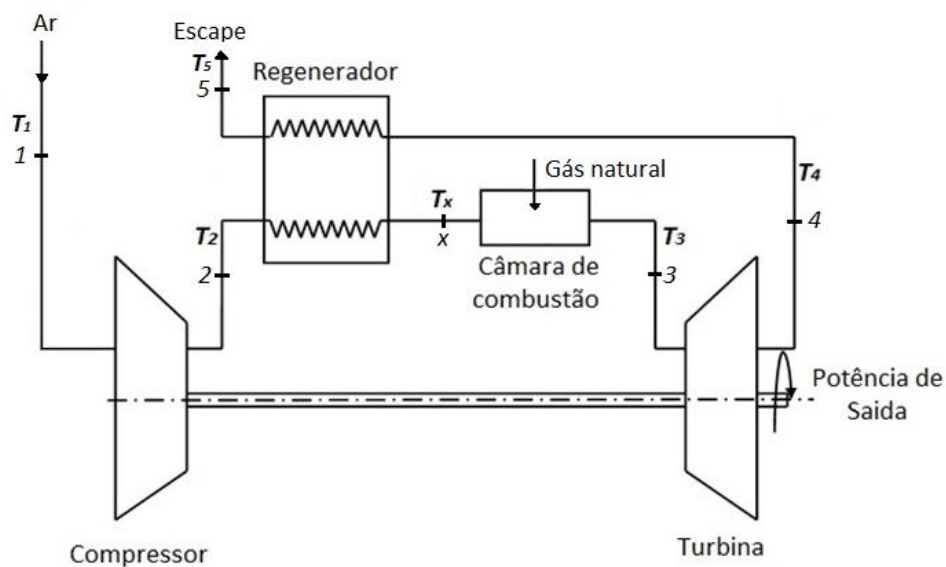 Ar
Escape
T5
5
Regenerador
T1
1
Gás natural
T4
4
Tx
x
T2
2
T3
3
Câmara de
combustão
Potência de
Saida
Compressor
Turbina